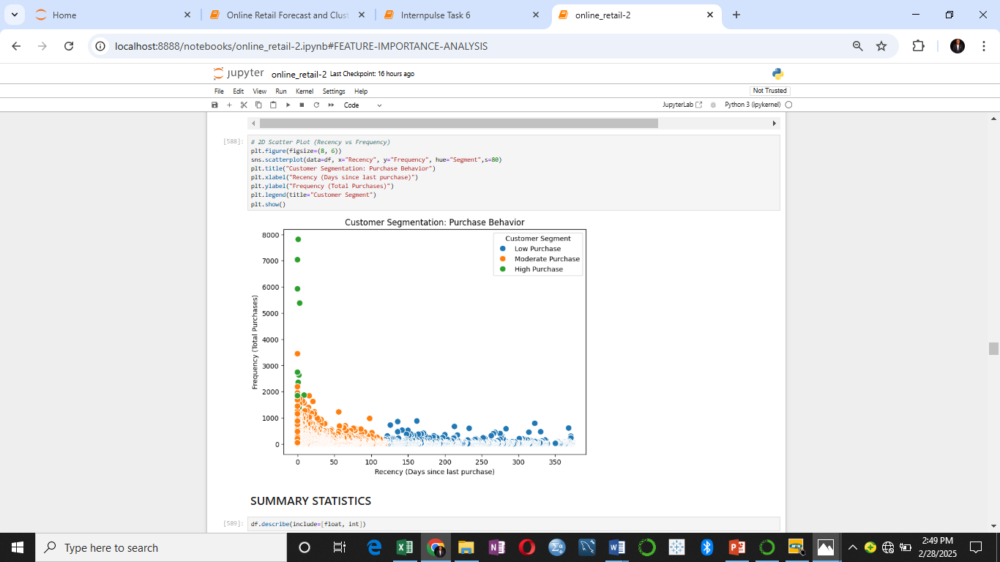 Home
Online Retail Forecast and Clust
Internpulse Task 6
online_retail-2
localhost:8888/notebooks/online_retail-2.ipynb#FEATURE-IMPORTANCE-ANALYSIS
jupyter online_retail-2 Last Checkpoint: 16 hours ago
File Edit View Run Kernel Settings Help
Not Trusted
Code
JupyterLab
Python 3 (ipykernel)
[588]:
# 2D Scatter Plot (Recency vs Frequency)
plt.figure(figsize=(8, 6))
sns.scatterplot(data=df, x="Recency", y="Frequency", hue="Segment",s=80)
plt.title("Customer Segmentation: Purchase Behavior")
plt.xlabel("Recency (Days since last purchase)")
plt.ylabel("Frequency (Total Purchases)")
plt.legend(title="Customer Segment")
plt.show()
Customer Segmentation: Purchase Behavior
Customer Segment
Low Purchase
Moderate Purchase
High Purchase
Frequency (Total Purchases)
8000
7000
6000
5000
4000
3000
2000
1000
0
0 50 100 150 200 250 300 350
Recency (Days since last purchase)
SUMMARY STATISTICS
[589]:
df.describe(include=[float, int])
Type here to search
2:49 PM
2/28/2025